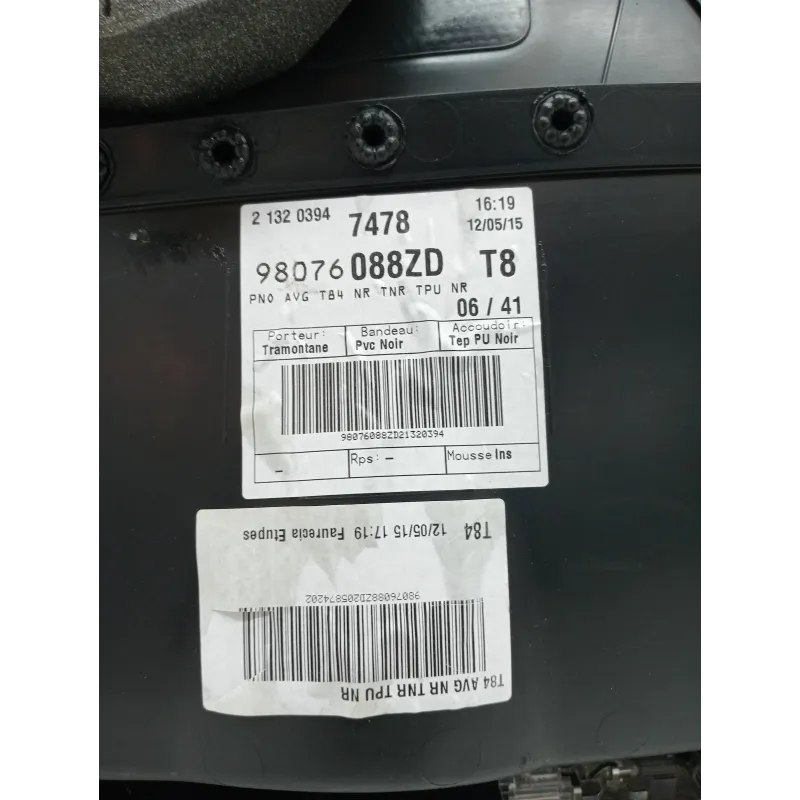 2 132 0394 7478 16:19
12/05/15
98076 088ZD T8
PNO AVG T84 NR TNR TPU NR
06 / 41
Porteur: Bandeau: Accoudoir:
Tramontane Pvc Noir Tep PU Noir
98076088ZD21320394
- Rps: - Mousse Ins
T84 12/05/15 17:19 Faurecia Etupes
98076088ZD205874202
T84 AVG NR TNR TPU NR